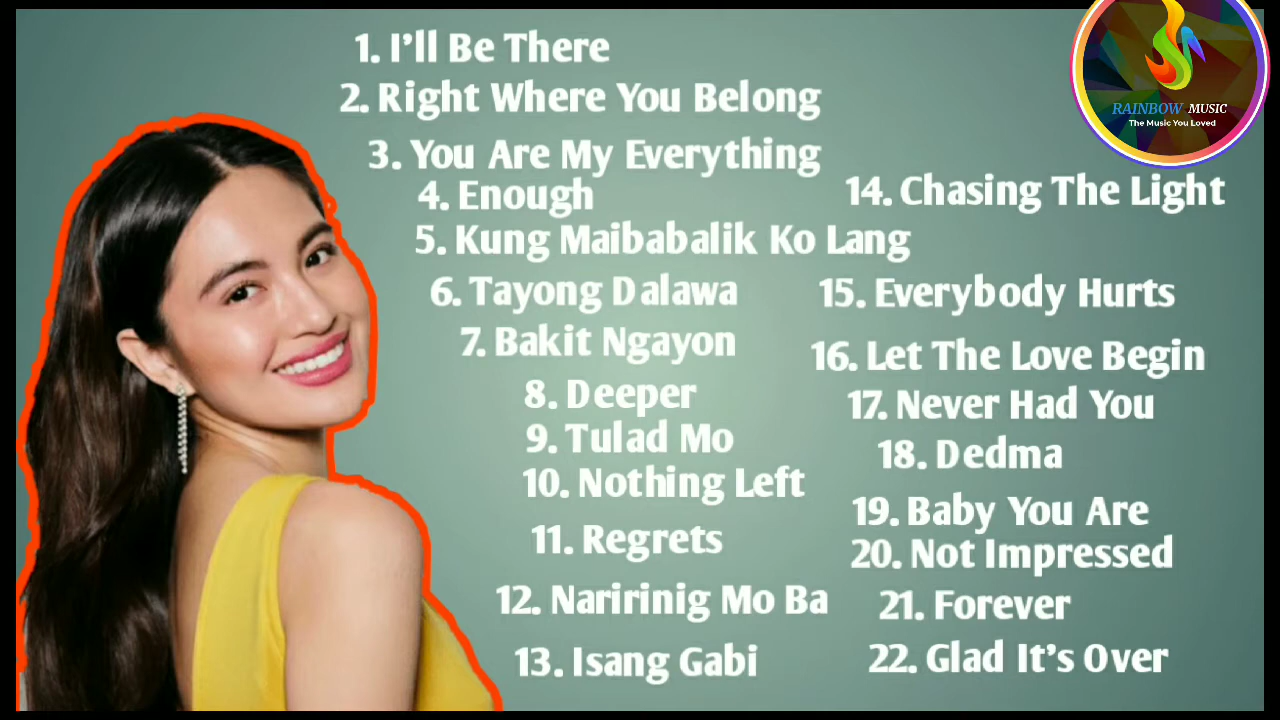 1. I'll Be There
2. Right Where You Belong
3. You Are My Everything
4. Enough
5. Kung Maibabalik Ko Lang
6. Tayong Dalawa
7. Bakit Ngayon
8. Deeper
9. Tulad Mo
10. Nothing Left
11. Regrets
12. Naririnig Mo Ba
13. Isang Gabi
RAINBOW MUSIC
The Music You Loved
14. Chasing The Light
15. Everybody Hurts
16. Let The Love Begin
17. Never Had You
18. Dedma
19. Baby You Are
20. Not Impressed
21. Forever
22. Glad It's Over